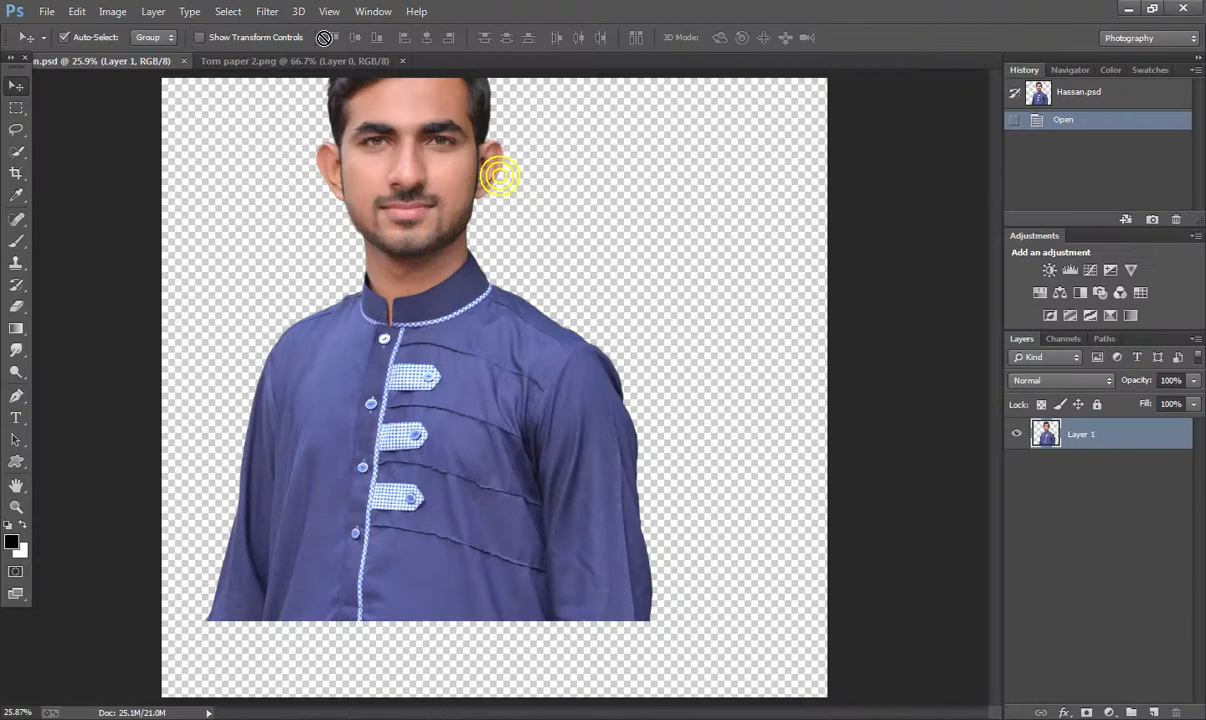 Ps File Edit Image Layer Type Select Filter 3D View Window Help
Auto-Select: Group Show Transform Controls 3D Mode: Photography
n.psd @ 25.9% (Layer 1, RGB/8) × Torn paper 2.png @ 66.7% (Layer 0, RGB/8) ×
History Navigator Color Swatches
Hassan.psd
Open
Adjustments
Add an adjustment
Layers Channels Paths
Kind
Normal Opacity: 100%
Lock: Fill: 100%
Layer 1
25.87% Doc: 25.1M/21.0M